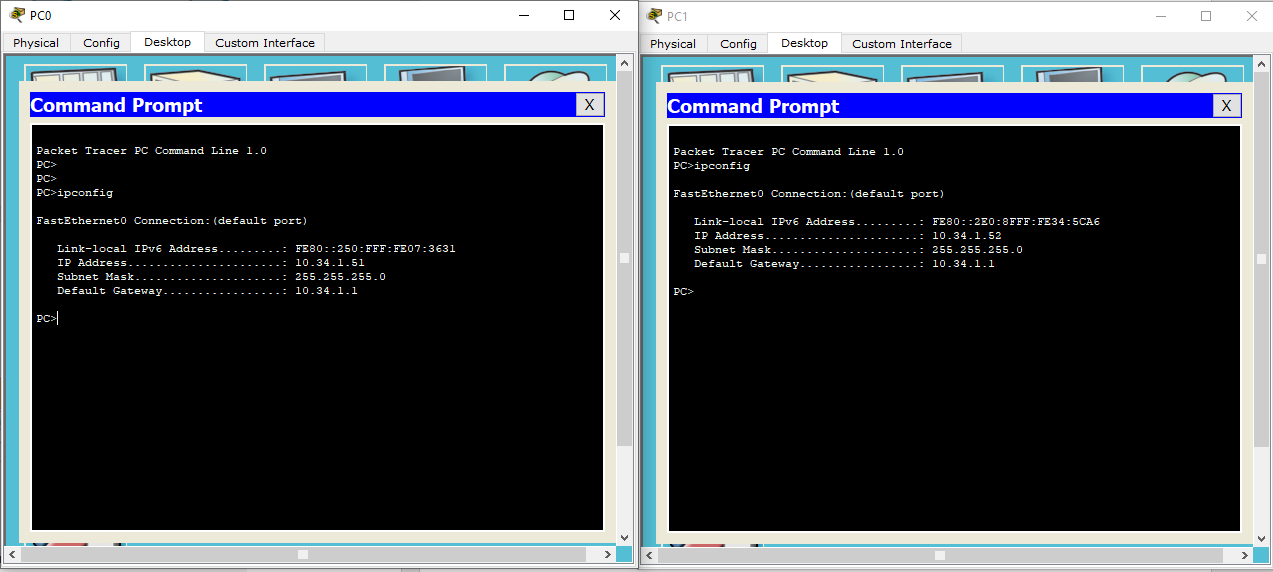 PC0
Physical Config Desktop Custom Interface
Command Prompt X
Packet Tracer PC Command Line 1.0
PC>
PC>
PC>ipconfig
FastEthernet0 Connection:(default port)
Link-local IPv6 Address.........: FE80::250:FFF:FE07:3631
IP Address......................: 10.34.1.51
Subnet Mask.....................: 255.255.255.0
Default Gateway.................: 10.34.1.1
PC>
PC1
Physical Config Desktop Custom Interface
Command Prompt X
Packet Tracer PC Command Line 1.0
PC>ipconfig
FastEthernet0 Connection:(default port)
Link-local IPv6 Address.........: FE80::2E0:8FFF:FE34:5CA6
IP Address......................: 10.34.1.52
Subnet Mask.....................: 255.255.255.0
Default Gateway.................: 10.34.1.1
PC>